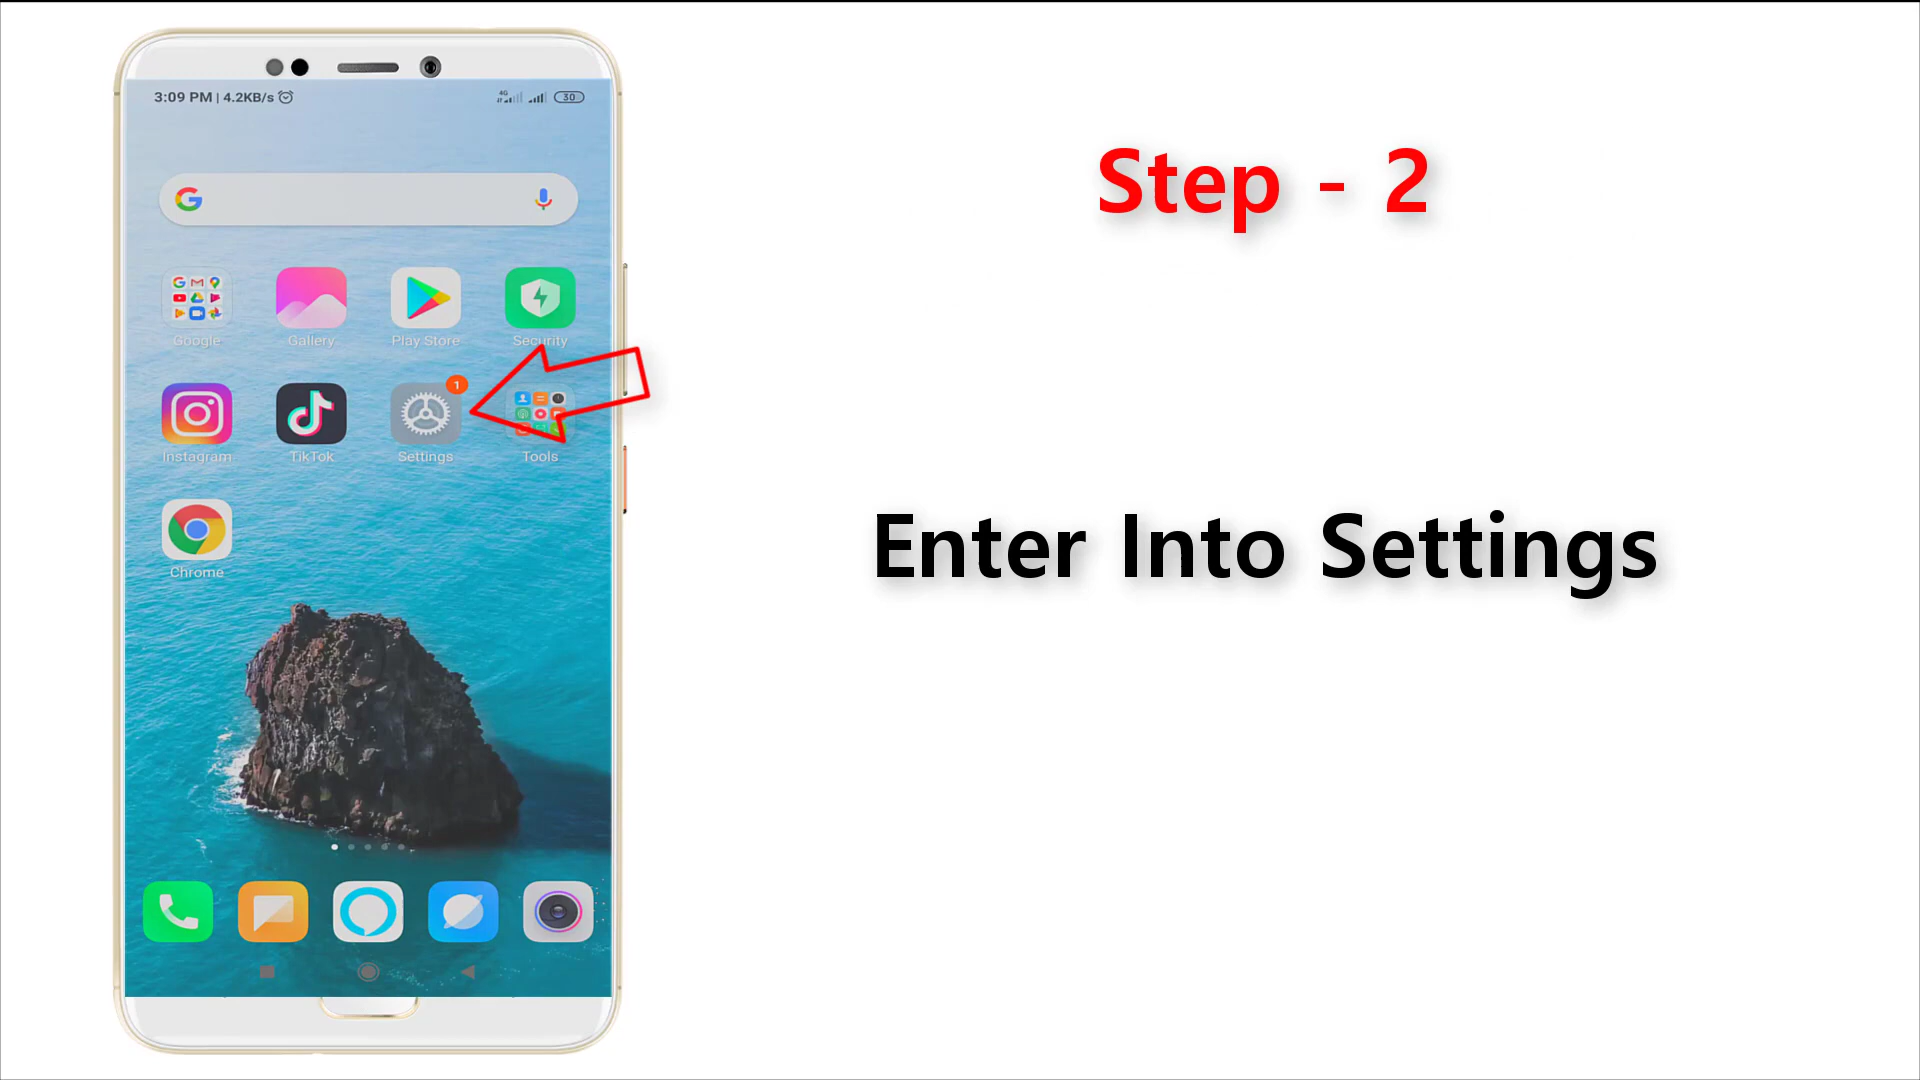 3:09 PM | 4.2KB/s
4G
30
Step - 2
Google
Gallery
Play Store
Security
1
Instagram
TikTok
Settings
Tools
Enter Into Settings
Chrome